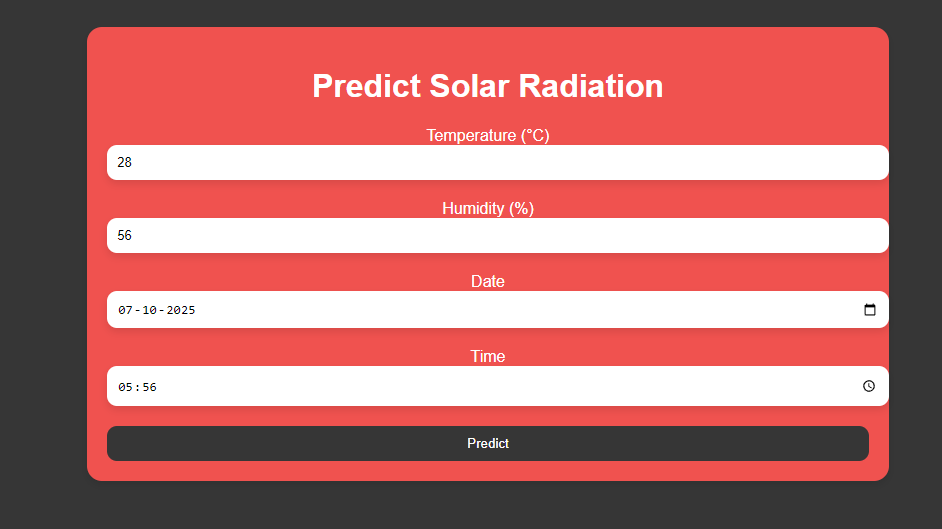 Predict Solar Radiation
Temperature (°C)
28
Humidity (%)
56
Date
07-10-2025
Time
05:56
Predict